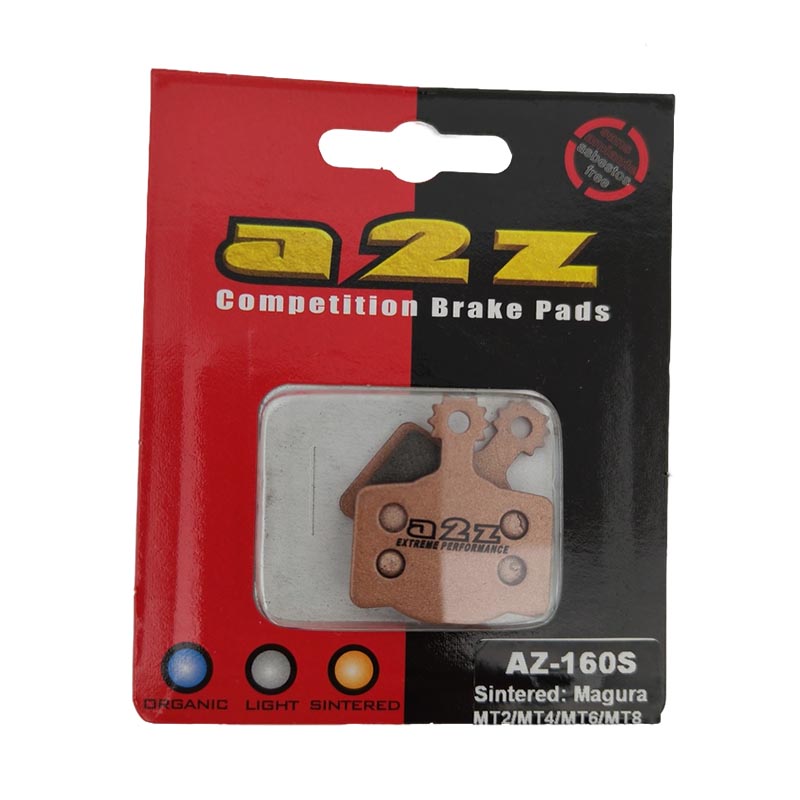 asbestos
free
a2z
Competition Brake Pads
a2z
EXTREME PERFORMANCE
ORGANIC LIGHT SINTERED
AZ-160S
Sintered: Magura
MT2/MT4/MT6/MT8